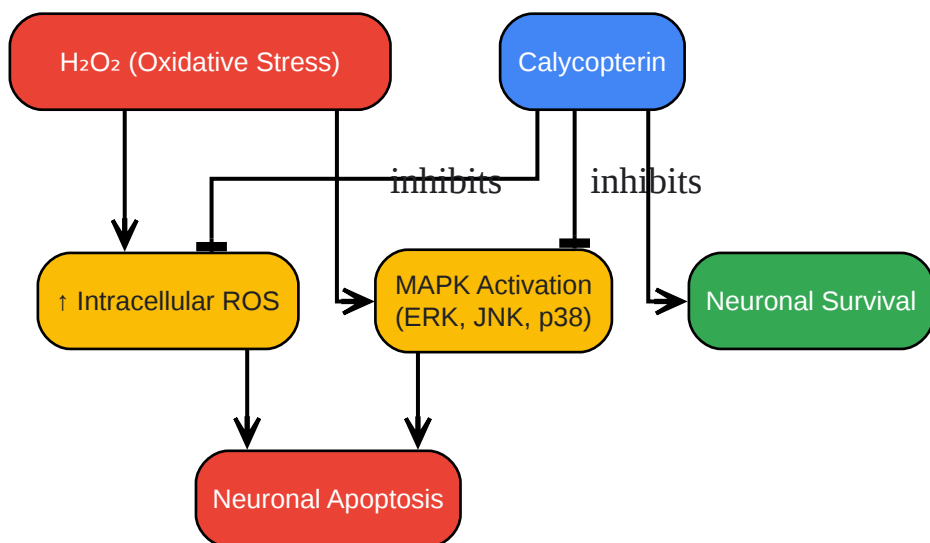 H₂O₂ (Oxidative Stress)
Calycopterin
inhibits
inhibits
↑ Intracellular ROS
MAPK Activation
(ERK, JNK, p38)
Neuronal Survival
Neuronal Apoptosis